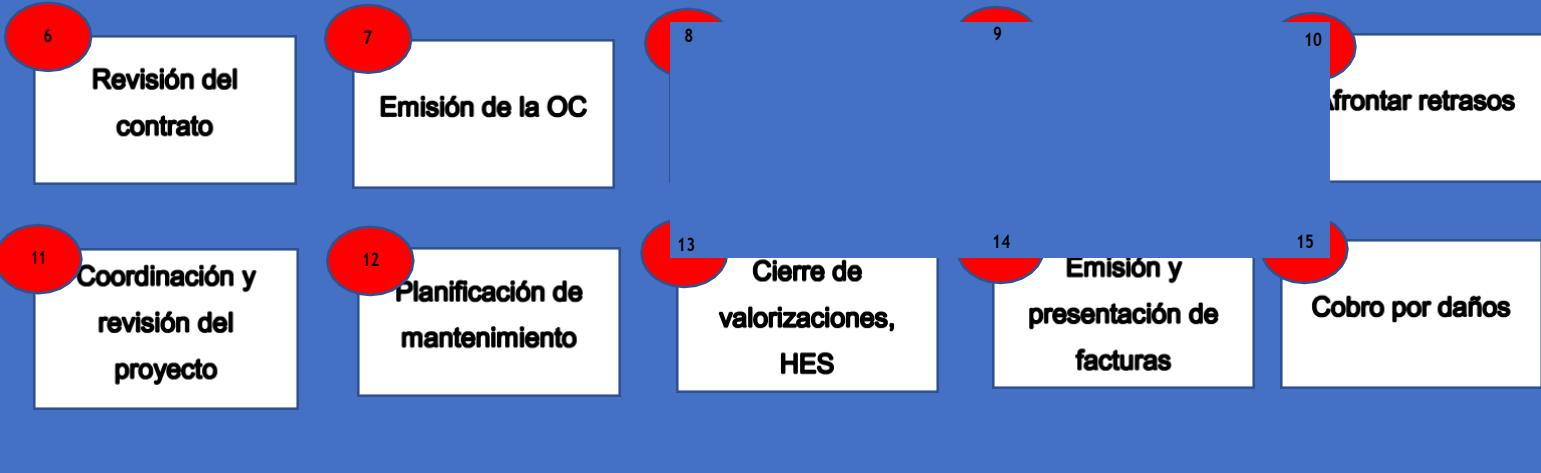 6
Revisión del
contrato
7
Emisión de la OC
8
9
10
retrasos
11
Coordinación y
revisión del
proyecto
12
Planificación de
mantenimiento
13
Cierre de
valorizaciones,
HES
14
Emisión y
presentación de
facturas
15
Cobro por daños